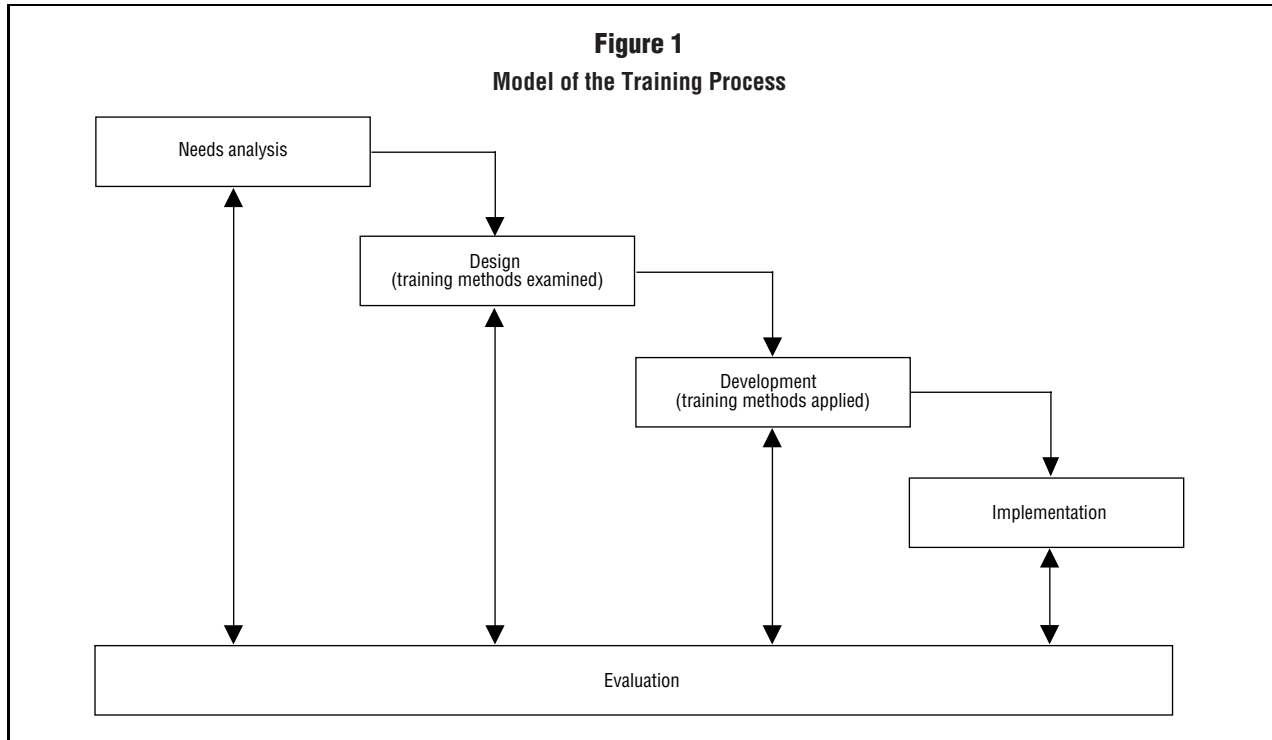 Figure 1
Model of the Training Process
Needs analysis
Design
(training methods examined)
Development
(training methods applied)
Implementation
Evaluation